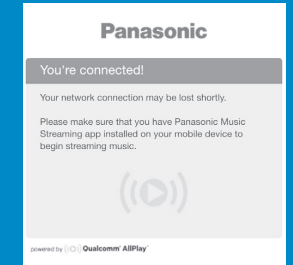 Panasonic
You're connected!
Your network connection may be lost shortly.
Please make sure that you have Panasonic Music
Streaming app installed on your mobile device to
begin streaming music.
powered by Qualcomm® AllPlay™